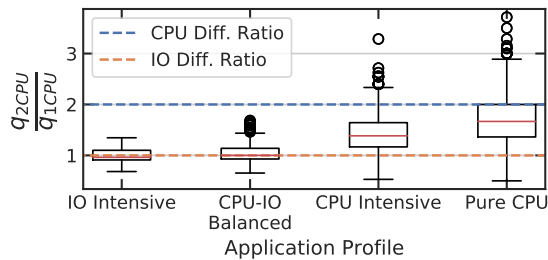 CPU Diff. Ratio
IO Diff. Ratio
q2CPU
q1CPU
3
2
1
IO Intensive
CPU-IO
Balanced
CPU Intensive
Pure CPU
Application Profile